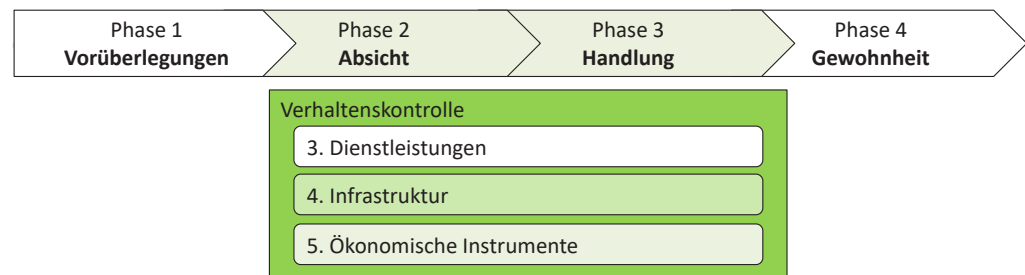 Phase 1
Vorüberlegungen
Phase 2
Absicht
Phase 3
Handlung
Phase 4
Gewohnheit
Verhaltenskontrolle
3. Dienstleistungen
4. Infrastruktur
5. Ökonomische Instrumente